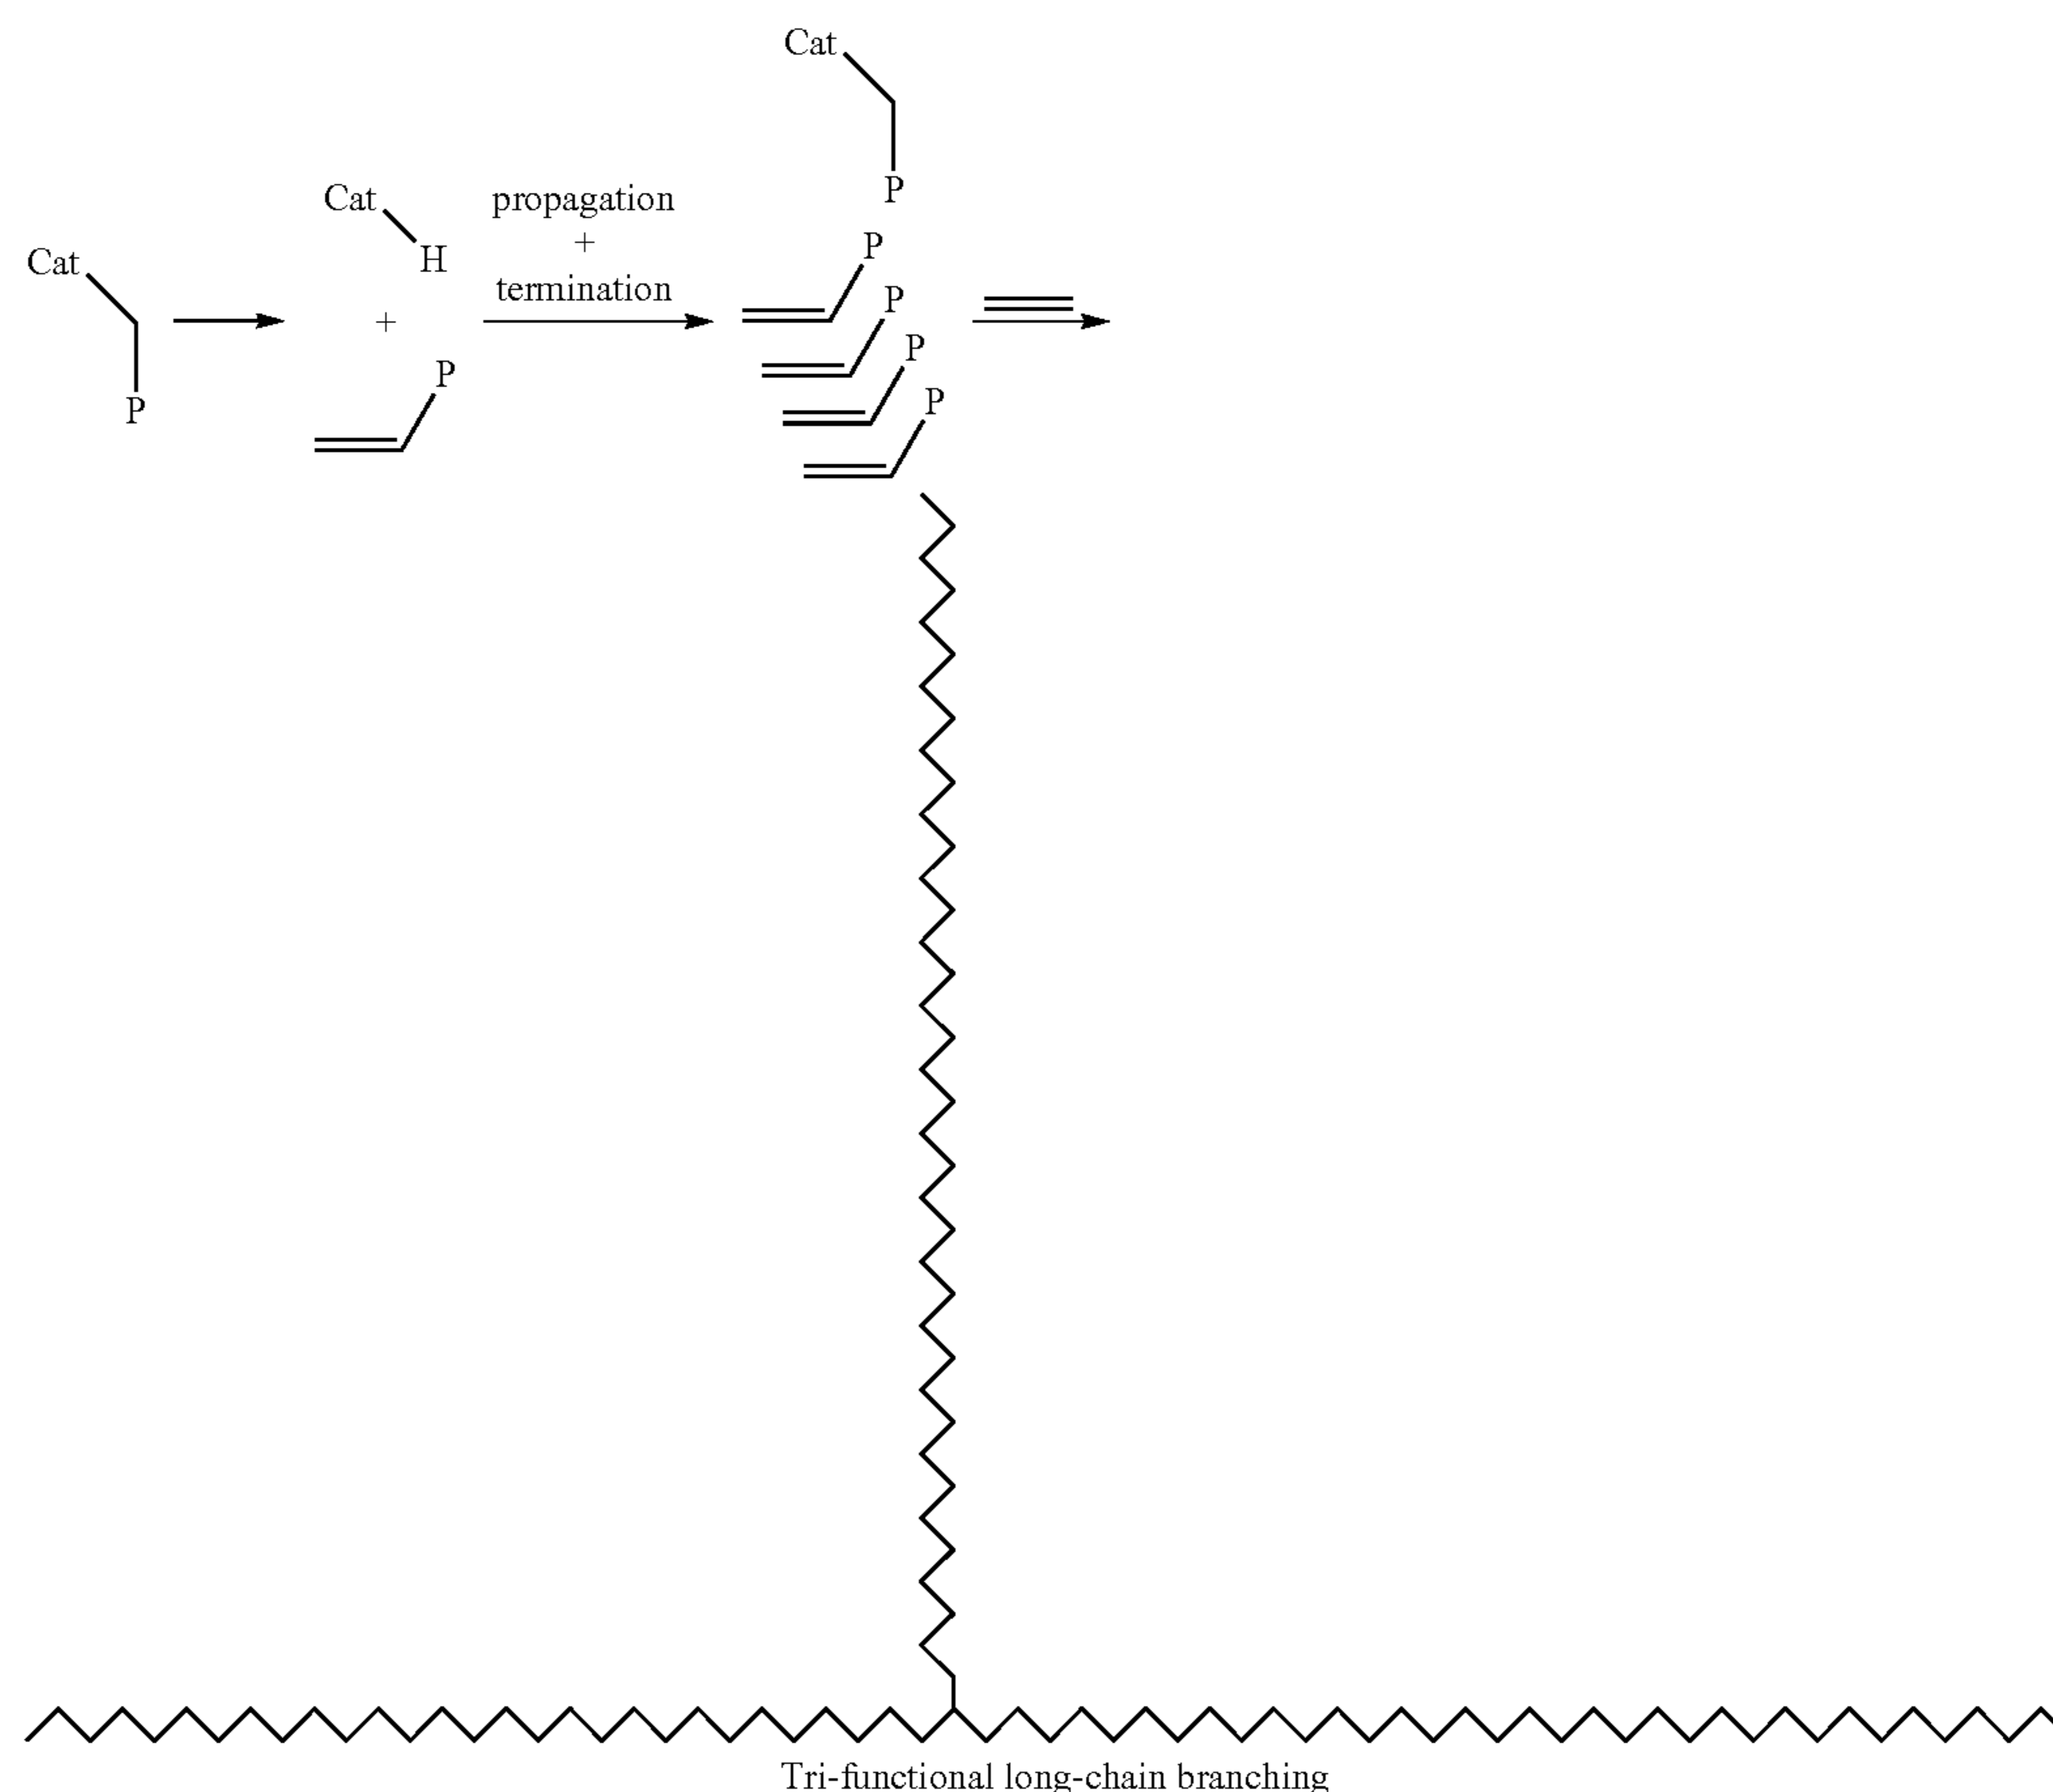 Cat
P
Cat
H
+
P
propagation
+
termination
Cat
P
P
P
P
P
Tri-functional long-chain branching